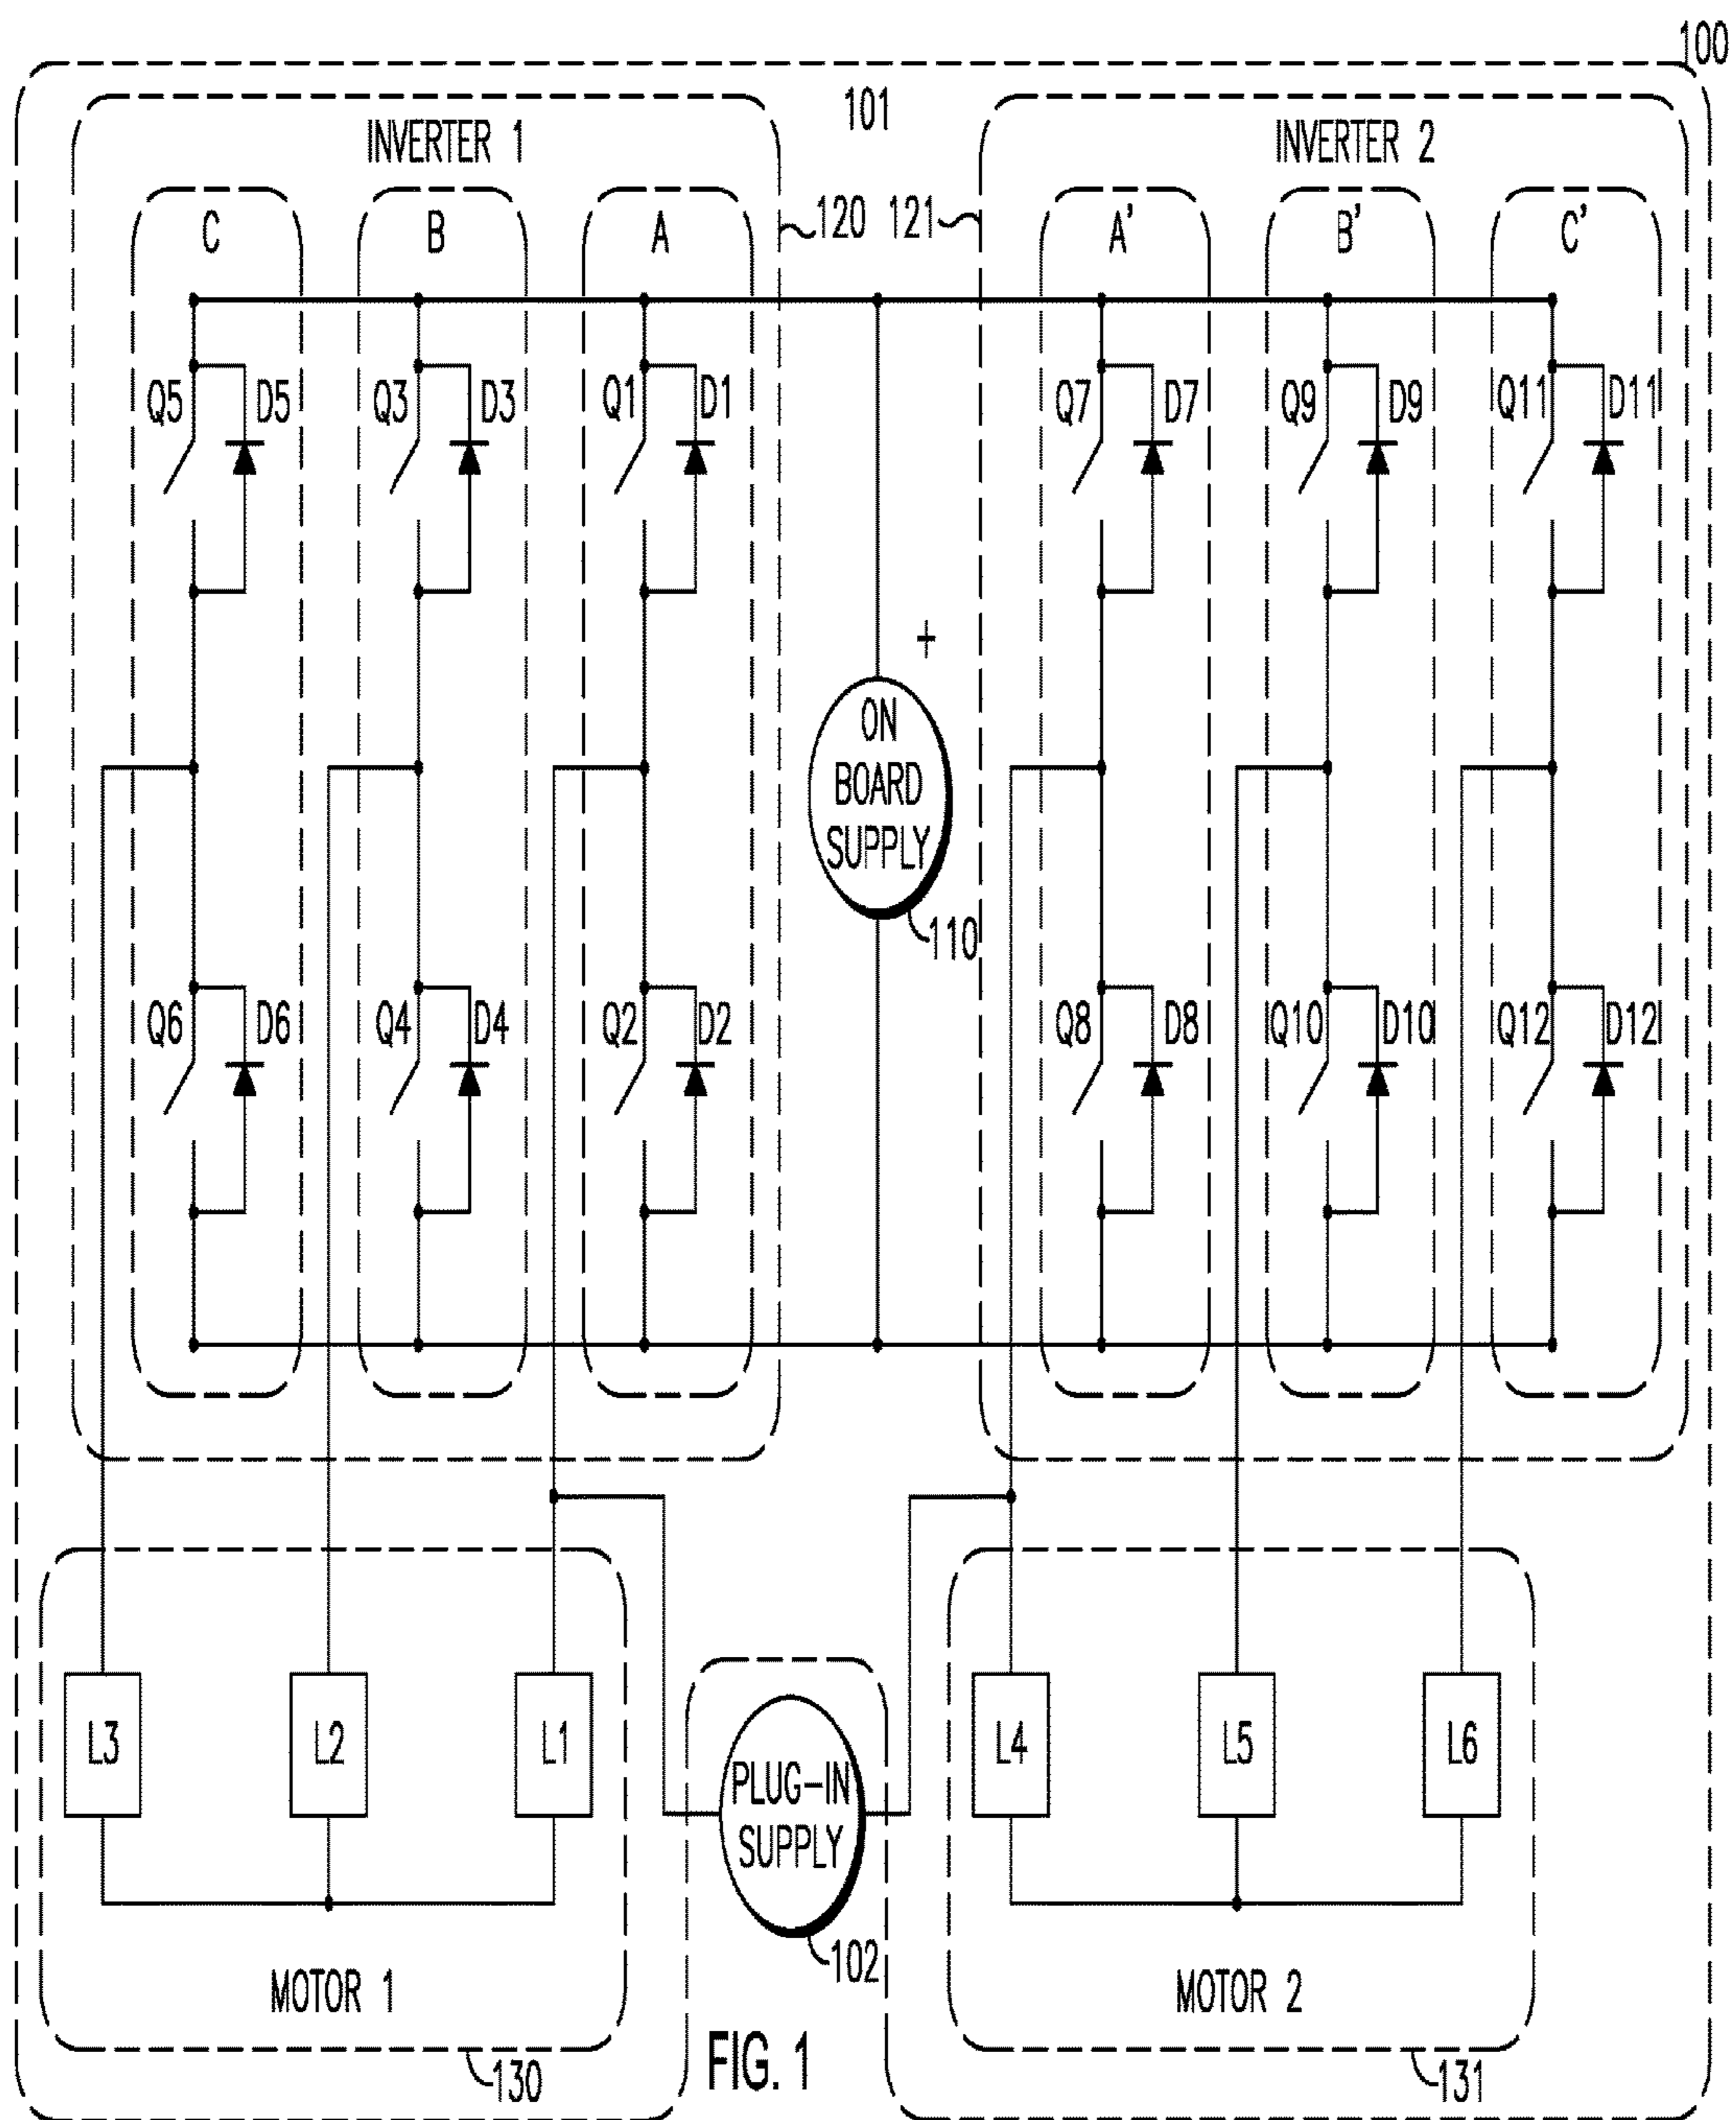 100
101
INVERTER 1
INVERTER 2
120 121
C
B
A
A'
B'
C'
Q5 D5
Q3 D3
Q1 D1
Q7 D7
Q9 D9
Q11 D11
+
ON
BOARD
SUPPLY
110
Q6 D6
Q4 D4
Q2 D2
Q8 D8
Q10 D10
Q12 D12
L3
L2
L1
L4
L5
L6
PLUG-IN
SUPPLY
102
MOTOR 1
MOTOR 2
130
131
FIG. 1